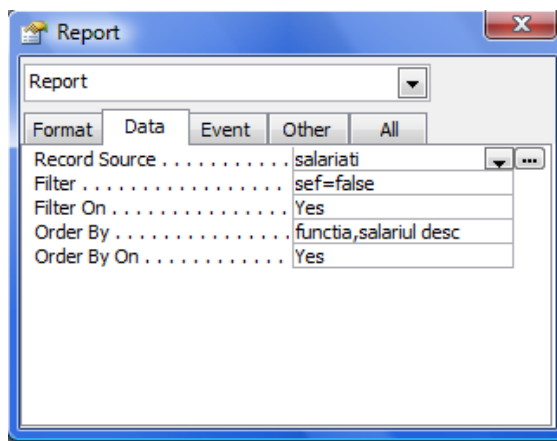 Report
Report
Format Data Event Other All
Record Source . . . . . . . . . . . salariati
Filter . . . . . . . . . . . . . . . . . sef=false
Filter On . . . . . . . . . . . . . . . Yes
Order By . . . . . . . . . . . . . . . functia,salariul desc
Order By On . . . . . . . . . . . . Yes